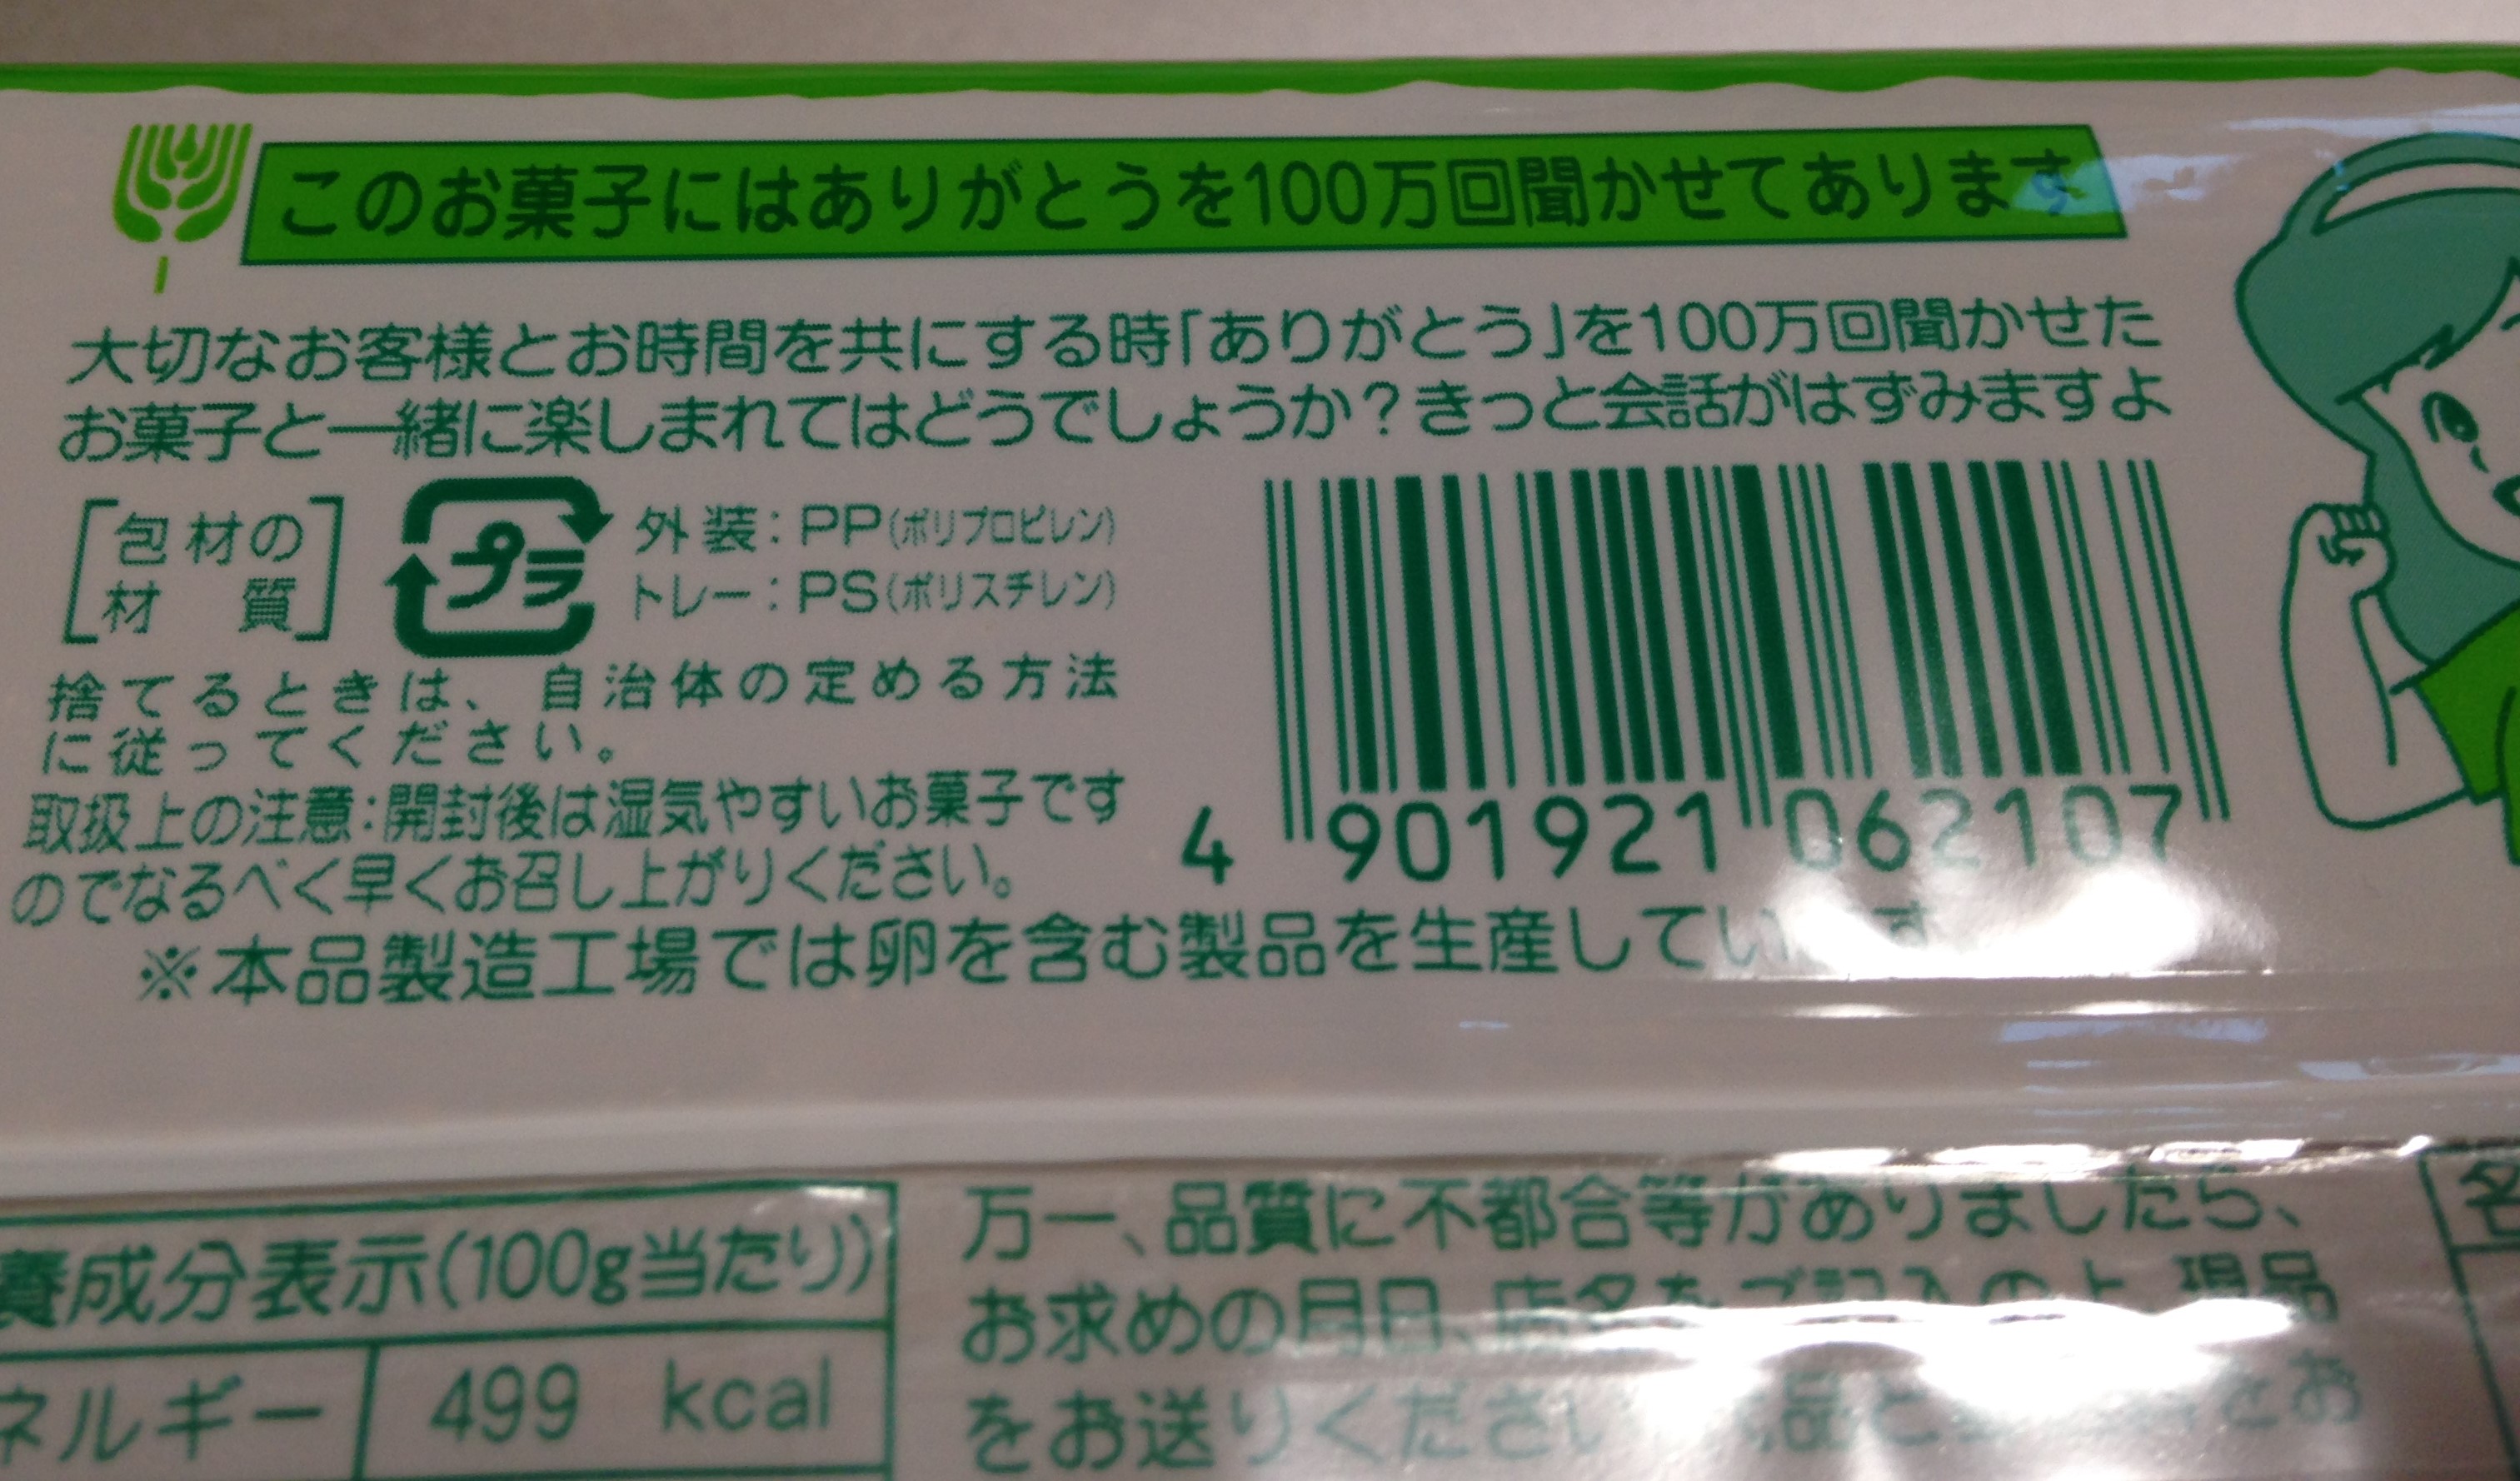 このお菓子にはありがとうを100万回聞かせてあります
大切なお客様とお時間を共にする時「ありがとう」を100万回聞かせた
お菓子と一緒に楽しまれてはどうでしょうか?きっと会話がはずみますよ
包材の
材質
プラ
外装:PP(ポリプロピレン)
トレー:PS(ポリスチレン)
捨てるときは、自治体の定める方法
に従ってください。
取扱上の注意:開封後は湿気やすいお菓子です
のでなるべく早くお召し上がりください。
4 901921 062107
※本品製造工場では卵を含む製品を生産してい
養成分表示(100g当たり)
ネルギー 499 kcal
万一、品質に不都合等がありましたら、
お求めの月日、店名をご記入の上 現品
をお送りください
名